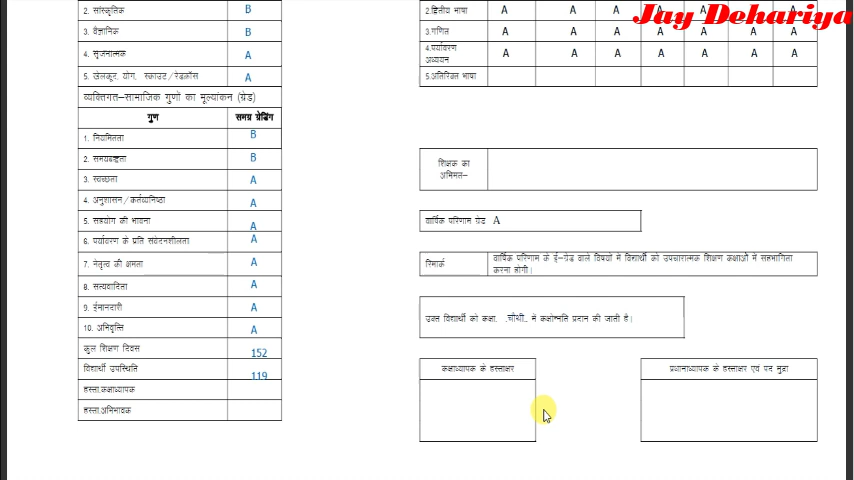 Jay Dehariya
2. सांस्कृतिक B
3. वैज्ञानिक B
4. सृजनात्मक A
5. खेलकूद, योग, स्काउट/रेडक्रॉस A
व्यक्तिगत–सामाजिक गुणों का मूल्यांकन (ग्रेड)
गुण समग्र ग्रेडिंग
1. नियमितता B
2. समयबद्धता B
3. स्वच्छता A
4. अनुशासन/कर्तव्यनिष्ठा A
5. सहयोग की भावना A
6. पर्यावरण के प्रति संवेदनशीलता A
7. नेतृत्व की क्षमता A
8. सत्यवादिता A
9. ईमानदारी A
10. अभिवृत्ति A
कुल शिक्षण दिवस 152
विद्यार्थी उपस्थिति 119
हस्ता.कक्षाध्यापक
हस्ता.अभिभावक
2.द्वितीय भाषा A A A A A A A
3.गणित A A A A A A A
4.पर्यावरण
अध्ययन A A A A A A A
5.अतिरिक्त भाषा
शिक्षक का
अभिमत–
वार्षिक परिणाम ग्रेड A
रिमार्क वार्षिक परिणाम के ई–ग्रेड वाले विषयों में विद्यार्थी को उपचारात्मक शिक्षण कक्षाओं में सहभागिता
करना होगी।
उक्त विद्यार्थी को कक्षा. .चौथी.. में कक्षोन्नति प्रदान की जाती है।
कक्षाध्यापक के हस्ताक्षर
प्रधानाध्यापक के हस्ताक्षर एवं पद मुद्रा